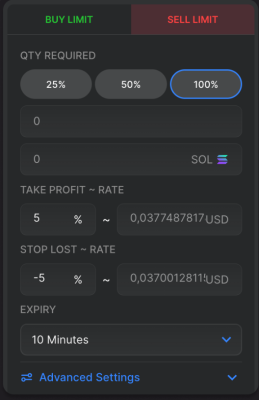 BUY LIMIT SELL LIMIT
QTY REQUIRED
25% 50% 100%
0
0 SOL
TAKE PROFIT ~ RATE
5 % ~ 0,0377487817 USD
STOP LOST ~ RATE
-5 % ~ 0,0370012811 USD
EXPIRY
10 Minutes
Advanced Settings